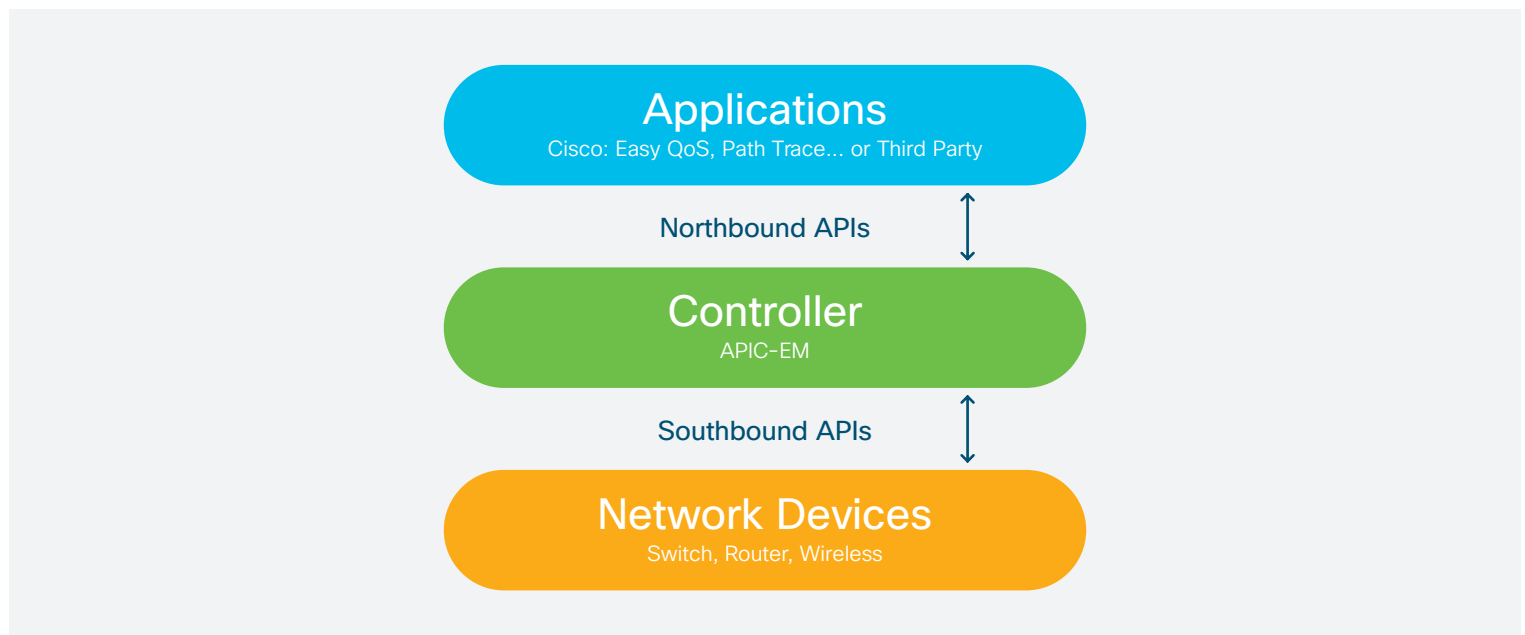 Applications
Cisco: Easy QoS, Path Trace... or Third Party
Northbound APIs
Controller
APIC-EM
Southbound APIs
Network Devices
Switch, Router, Wireless